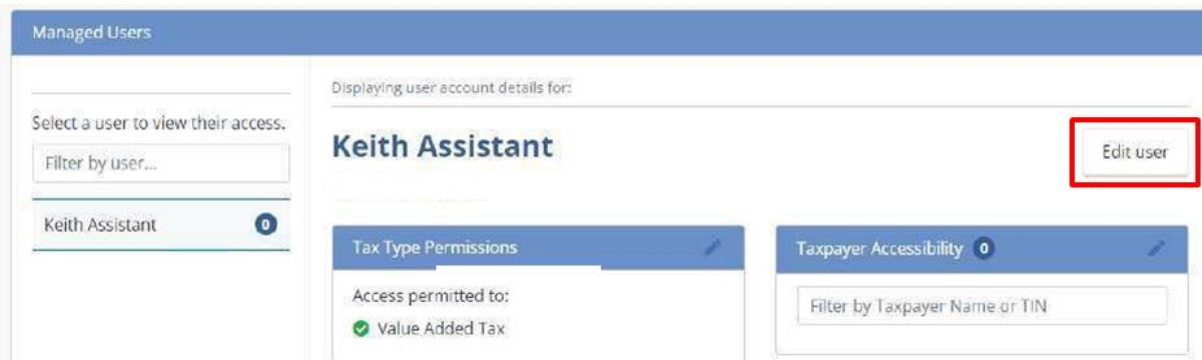 Managed Users
Select a user to view their access.
Filter by user...
Keith Assistant 0
Displaying user account details for:
Keith Assistant
Edit user
Tax Type Permissions
Access permitted to:
Value Added Tax
Taxpayer Accessibility 0
Filter by Taxpayer Name or TIN